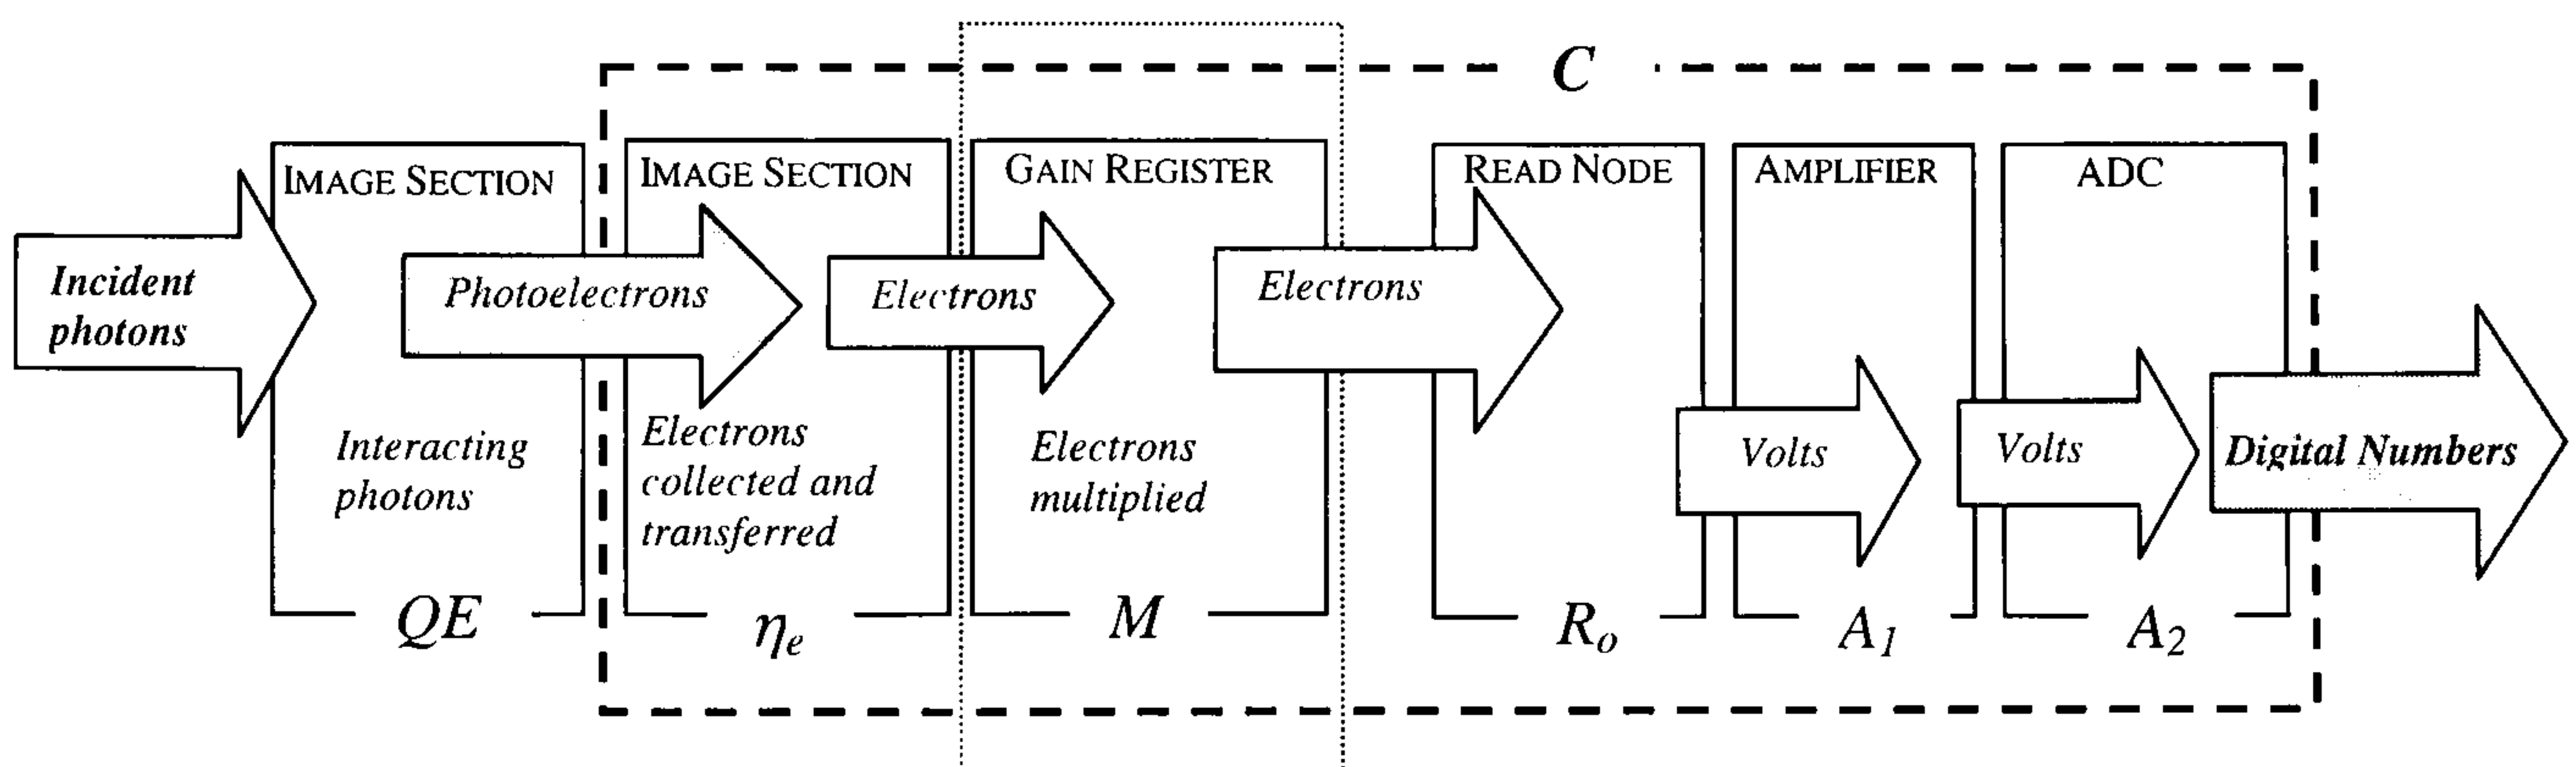 C
IMAGE SECTION
IMAGE SECTION
GAIN REGISTER
READ NODE
AMPLIFIER
ADC
Incident
photons
Photoelectrons
Electrons
Electrons
Interacting
photons
Electrons
collected and
transferred
Electrons
multiplied
Volts
Volts
Digital Numbers
QE
ηe
M
Ro
A1
A2